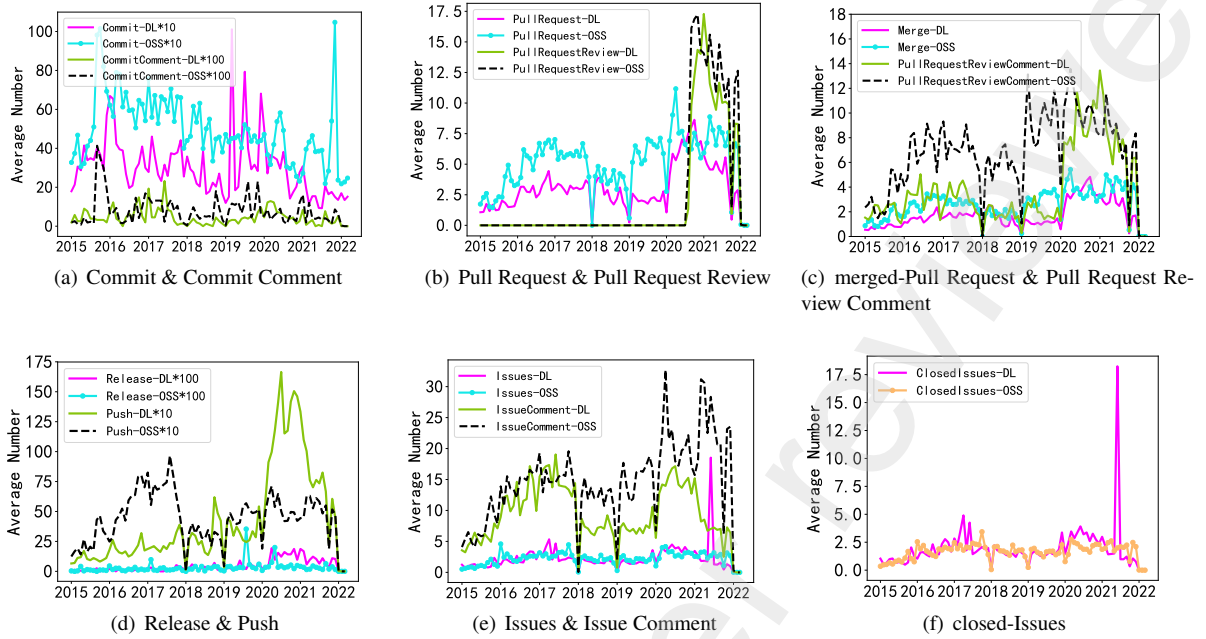 Commit-DL*10
Commit-OSS*10
CommitComment-DL*100
CommitComment-OSS*100
Average Number
100
80
60
40
20
0
2015 2016 2017 2018 2019 2020 2021 2022
(a) Commit & Commit Comment
PullRequest-DL
PullRequest-OSS
PullRequestReview-DL
PullRequestReview-OSS
Average Number
17.5
15.0
12.5
10.0
7.5
5.0
2.5
0.0
2015 2016 2017 2018 2019 2020 2021 2022
(b) Pull Request & Pull Request Review
Merge-DL
Merge-OSS
PullRequestReviewComment-DL
PullRequestReviewComment-OSS
Average Number
18
16
14
12
10
8
6
4
2
0
2015 2016 2017 2018 2019 2020 2021 2022
(c) merged-Pull Request & Pull Request Re-
view Comment
Release-DL*100
Release-OSS*100
Push-DL*10
Push-OSS*10
Average Number
175
150
125
100
75
50
25
0
2015 2016 2017 2018 2019 2020 2021 2022
(d) Release & Push
Issues-DL
Issues-OSS
IssueComment-DL
IssueComment-OSS
Average Number
30
25
20
15
10
5
0
2015 2016 2017 2018 2019 2020 2021 2022
(e) Issues & Issue Comment
ClosedIssues-DL
ClosedIssues-OSS
Average Number
17.5
15.0
12.5
10.0
7.5
5.0
2.5
0.0
2015 2016 2017 2018 2019 2020 2021 2022
(f) closed-Issues